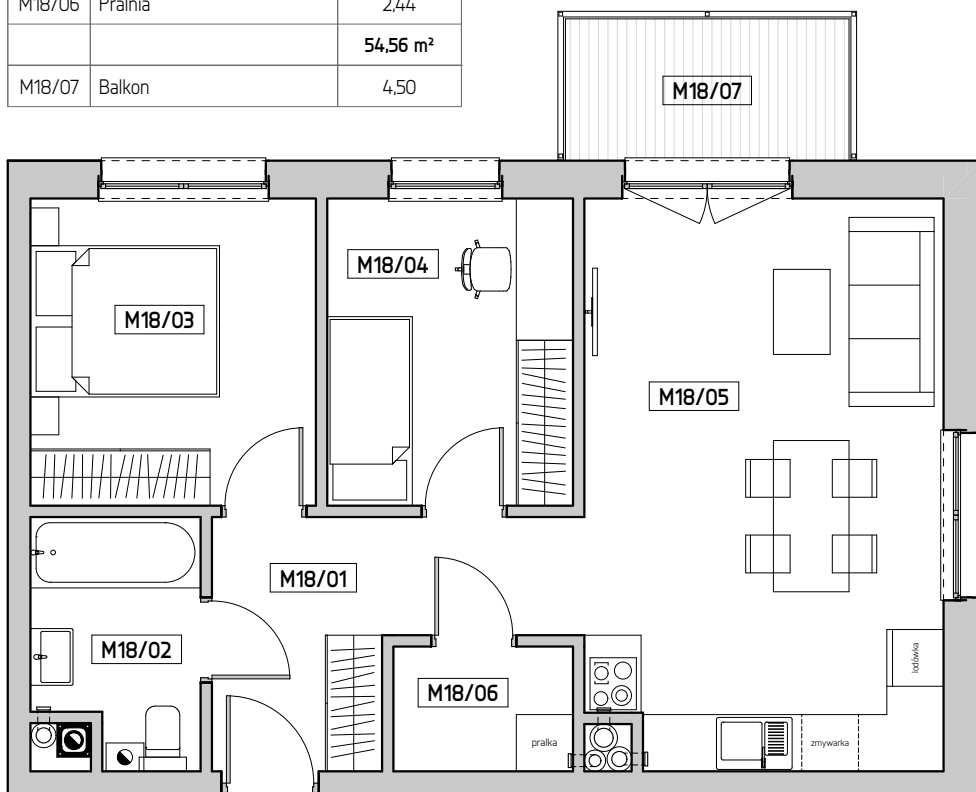 M18/06 Pralnia 2,44
54,56 m²
M18/07 Balkon 4,50
M18/07
M18/04
M18/03
M18/05
M18/01
M18/02
lodówka
M18/06
pralka
zmywarka